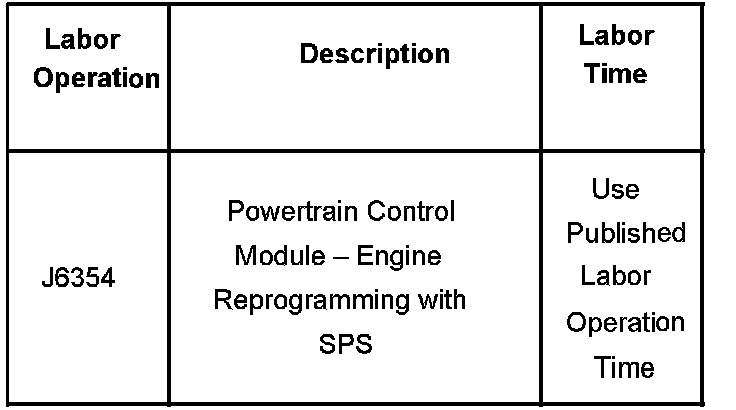 Labor
Operation
Description
Labor
Time
J6354
Powertrain Control
Module – Engine
Reprogramming with
SPS
Use
Published
Labor
Operation
Time